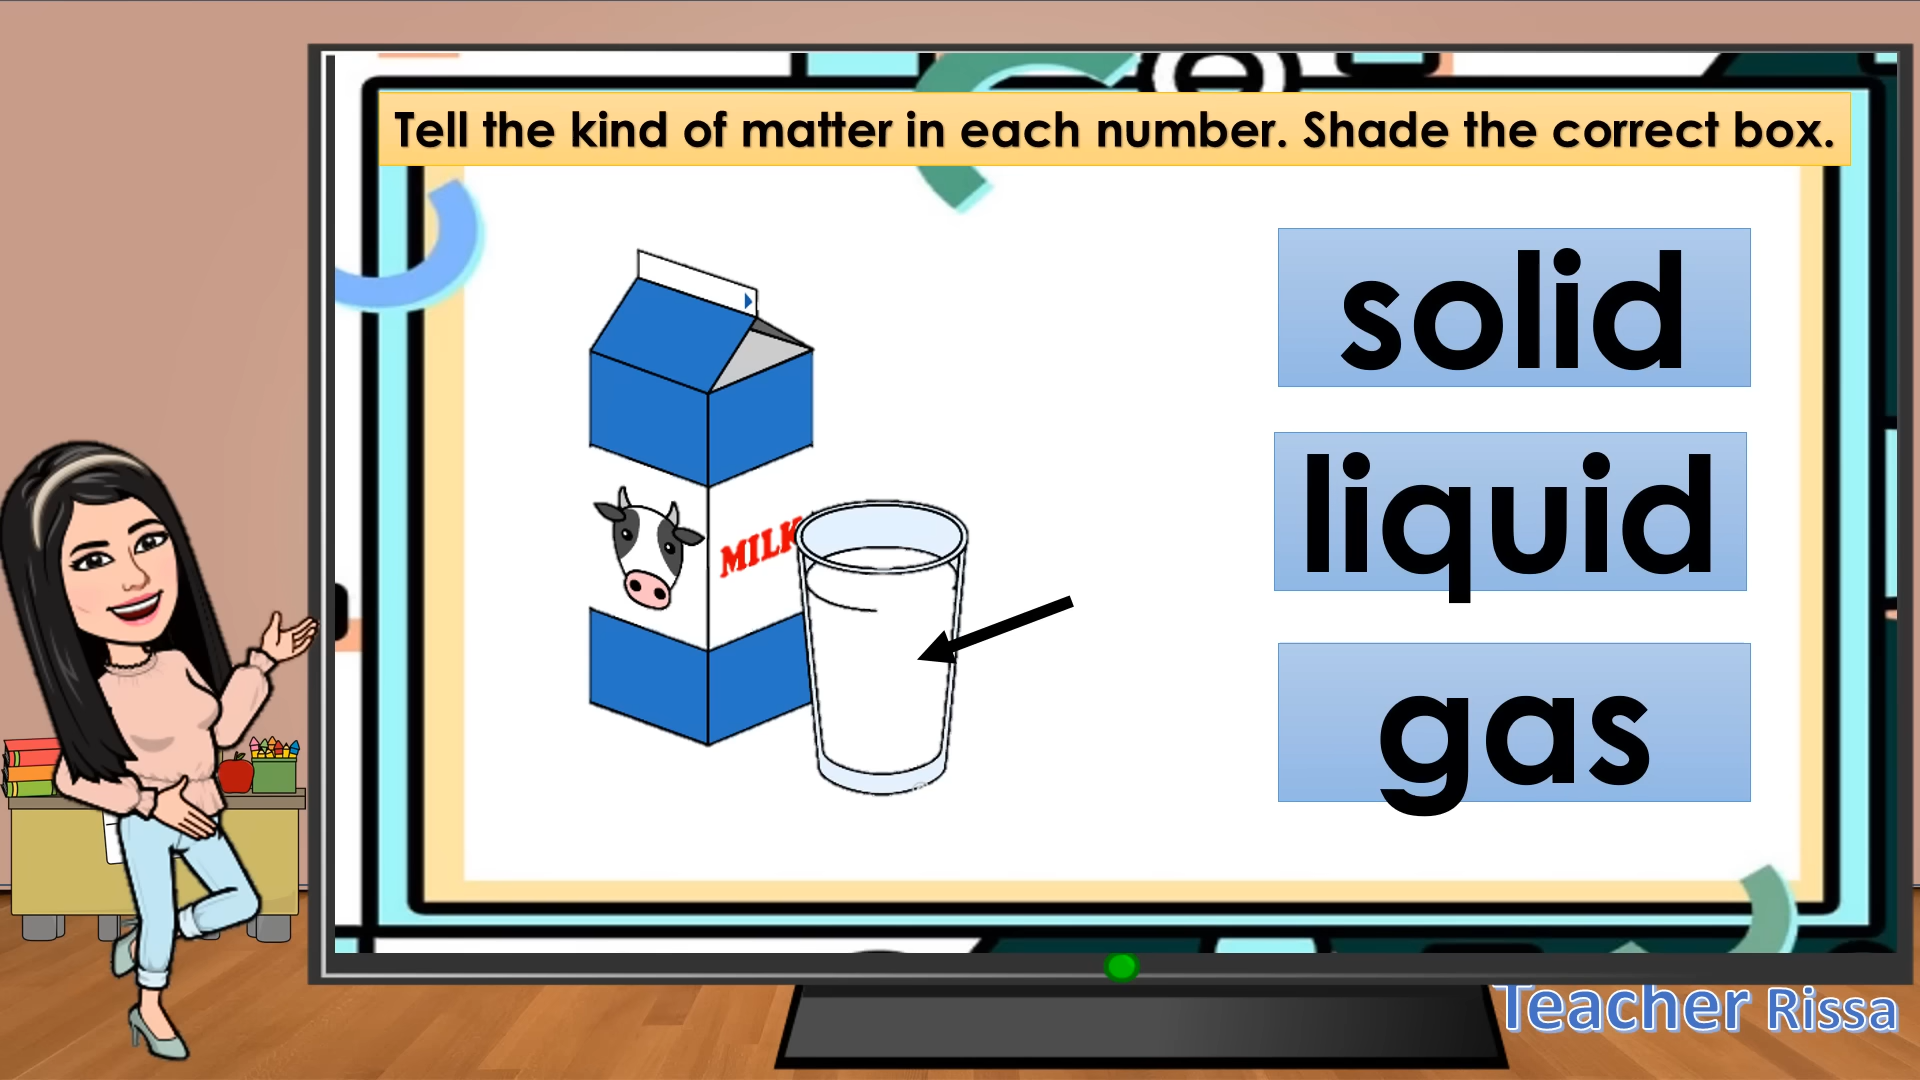 Tell the kind of matter in each number. Shade the correct box.
solid
MILK
liquid
gas
Teacher Rissa